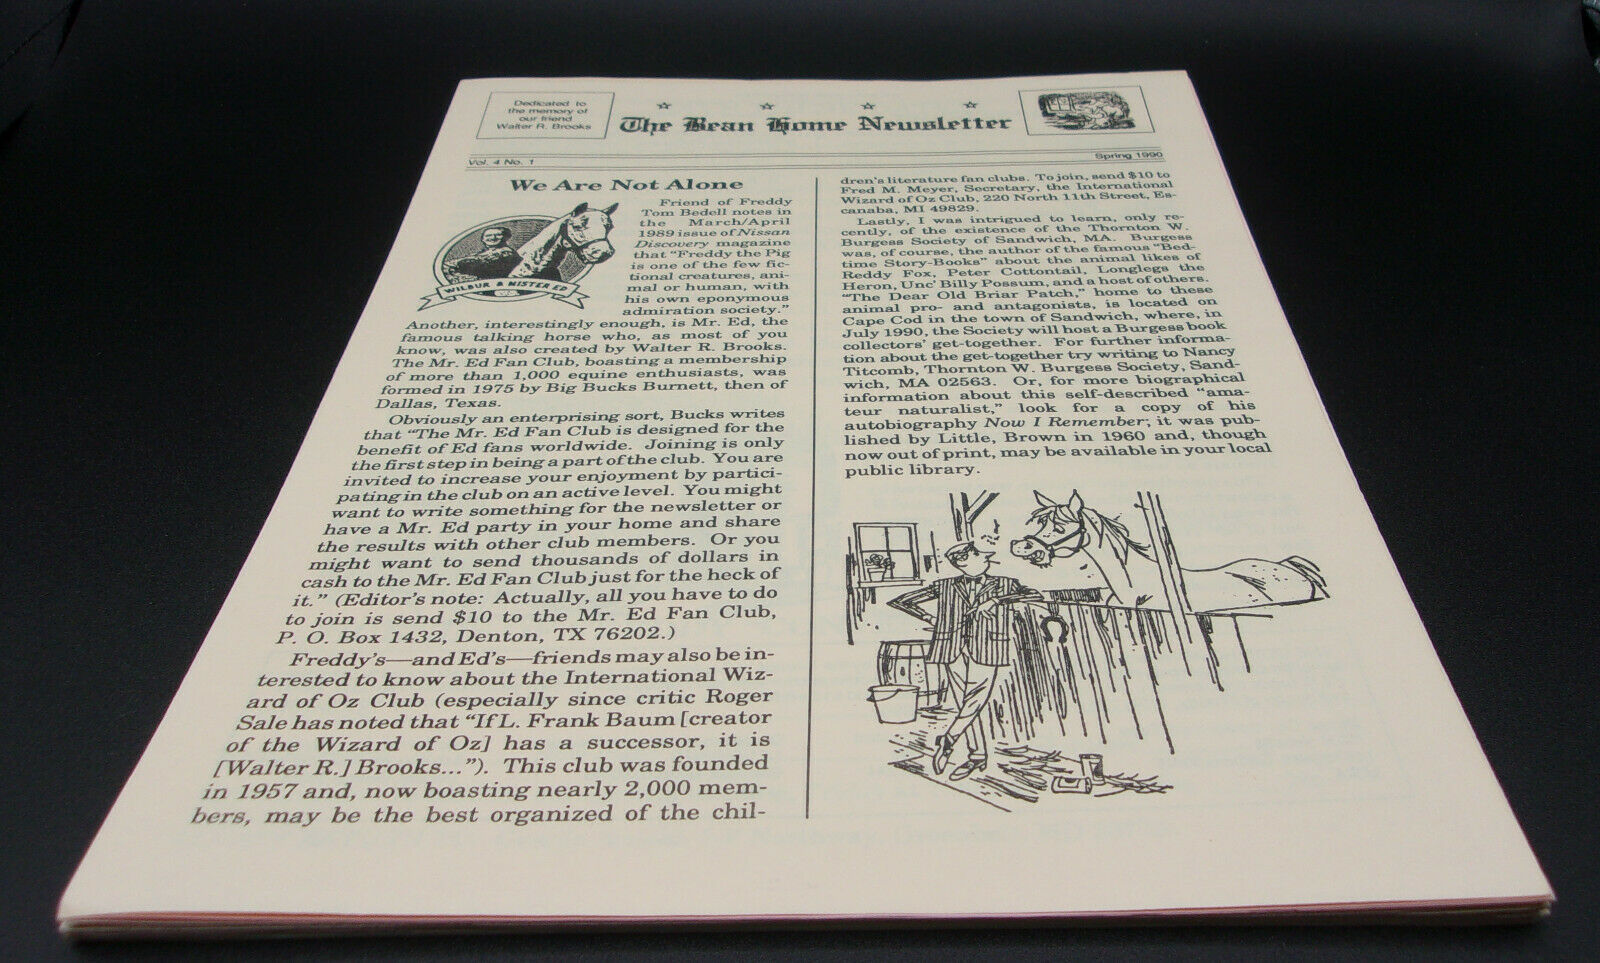 Dedicated to
the memory of
our friend
Walter R. Brooks
The Bean Home Newsletter
Vol. 4 No. 1
Spring 1990
We Are Not Alone
WILBUR & MISTER ED
Friend of Freddy
Tom Bedell notes in
the March/April
1989 issue of Nissan
Discovery magazine
that "Freddy the Pig
is one of the few fic-
tional creatures, ani-
mal or human, with
his own eponymous
admiration society."
Another, interestingly enough, is Mr. Ed, the
famous talking horse who, as most of you
know, was also created by Walter R. Brooks.
The Mr. Ed Fan Club, boasting a membership
of more than 1,000 equine enthusiasts, was
formed in 1975 by Big Bucks Burnett, then of
Dallas, Texas.
Obviously an enterprising sort, Bucks writes
that "The Mr. Ed Fan Club is designed for the
benefit of Ed fans worldwide. Joining is only
the first step in being a part of the club. You are
invited to increase your enjoyment by partici-
pating in the club on an active level. You might
want to write something for the newsletter or
have a Mr. Ed party in your home and share
the results with other club members. Or you
might want to send thousands of dollars in
cash to the Mr. Ed Fan Club just for the heck of
it." (Editor's note: Actually, all you have to do
to join is send $10 to the Mr. Ed Fan Club,
P. O. Box 1432, Denton, TX 76202.)
Freddy's—and Ed's—friends may also be in-
terested to know about the International Wiz-
ard of Oz Club (especially since critic Roger
Sale has noted that "If L. Frank Baum [creator
of the Wizard of Oz] has a successor, it is
[Walter R.] Brooks..."). This club was founded
in 1957 and, now boasting nearly 2,000 mem-
bers, may be the best organized of the chil-
dren's literature fan clubs. To join, send $10 to
Fred M. Meyer, Secretary, the International
Wizard of Oz Club, 220 North 11th Street, Es-
canaba, MI 49829.
Lastly, I was intrigued to learn, only re-
cently, of the existence of the Thornton W.
Burgess Society of Sandwich, MA. Burgess
was, of course, the author of the famous "Bed-
time Story-Books" about the animal likes of
Reddy Fox, Peter Cottontail, Longlegs the
Heron, Unc' Billy Possum, and a host of others.
"The Dear Old Briar Patch," home to these
animal pro- and antagonists, is located on
Cape Cod in the town of Sandwich, where, in
July 1990, the Society will host a Burgess book
collectors' get-together. For further informa-
tion about the get-together try writing to Nancy
Titcomb, Thornton W. Burgess Society, Sand-
wich, MA 02563. Or, for more biographical
information about this self-described "ama-
teur naturalist," look for a copy of his
autobiography Now I Remember; it was pub-
lished by Little, Brown in 1960 and, though
now out of print, may be available in your local
public library.